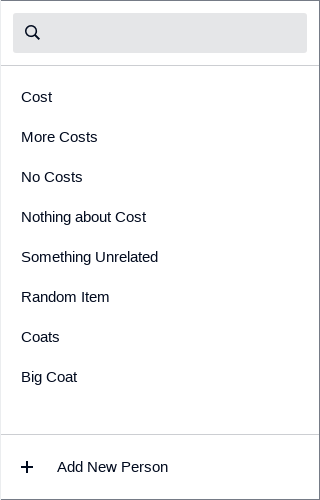 Cost
More Costs
No Costs
Nothing about Cost
Something Unrelated
Random Item
Coats
Big Coat
Add New Person